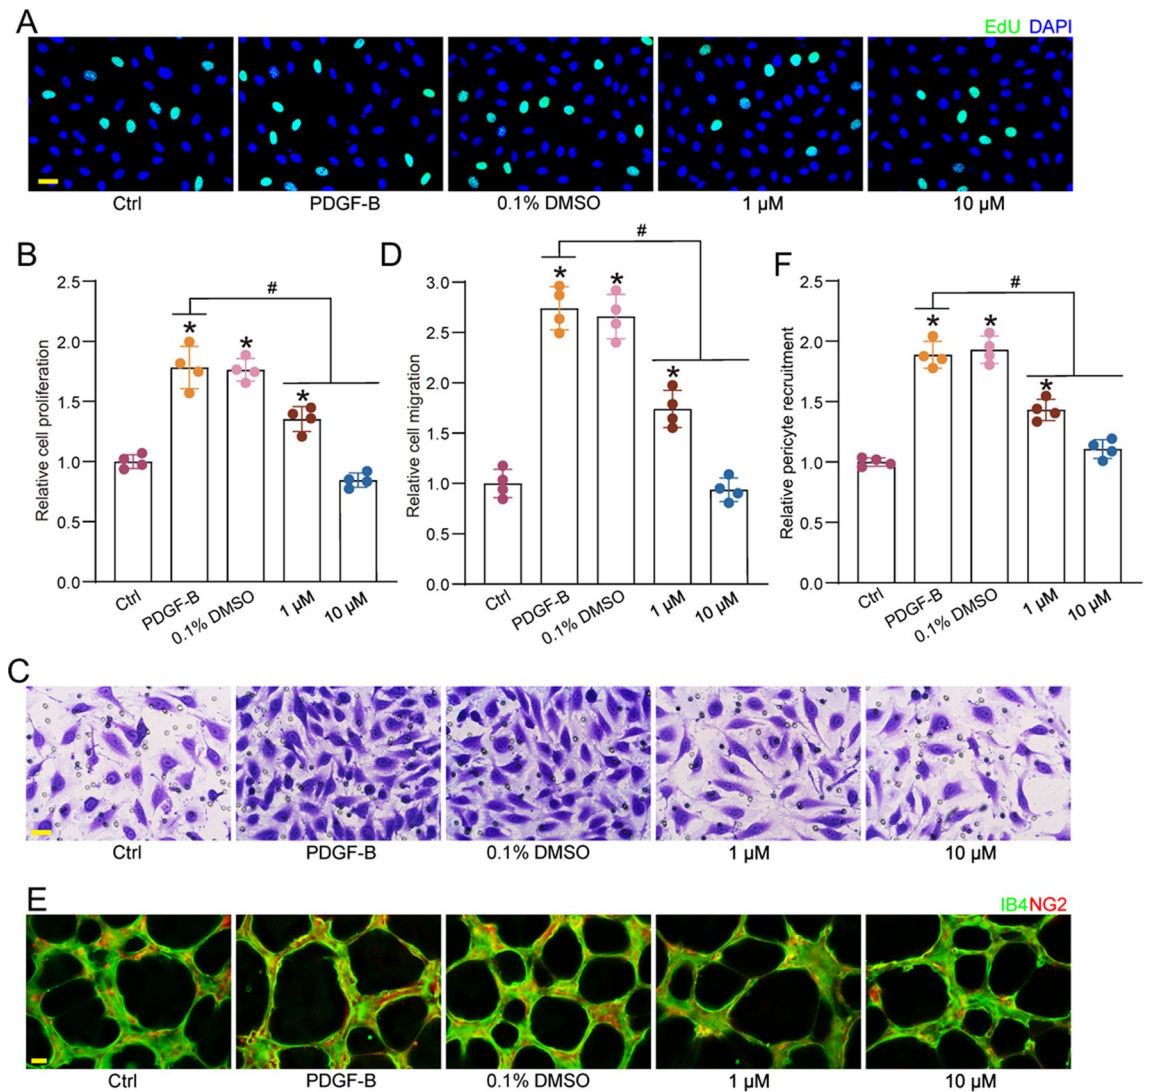 A
EdU DAPI
Ctrl
PDGF-B
0.1% DMSO
1 µM
10 µM
B
Relative cell proliferation
2.5
2.0
1.5
1.0
0.5
0.0
#
*
*
*
Ctrl
PDGF-B
0.1% DMSO
1 µM
10 µM
D
Relative cell migration
3.0
2.5
2.0
1.5
1.0
0.5
0.0
#
*
*
*
Ctrl
PDGF-B
0.1% DMSO
1 µM
10 µM
F
Relative pericyte recruitment
2.5
2.0
1.5
1.0
0.5
0.0
#
*
*
*
Ctrl
PDGF-B
0.1% DMSO
1 µM
10 µM
C
Ctrl
PDGF-B
0.1% DMSO
1 µM
10 µM
E
IB4NG2
Ctrl
PDGF-B
0.1% DMSO
1 µM
10 µM